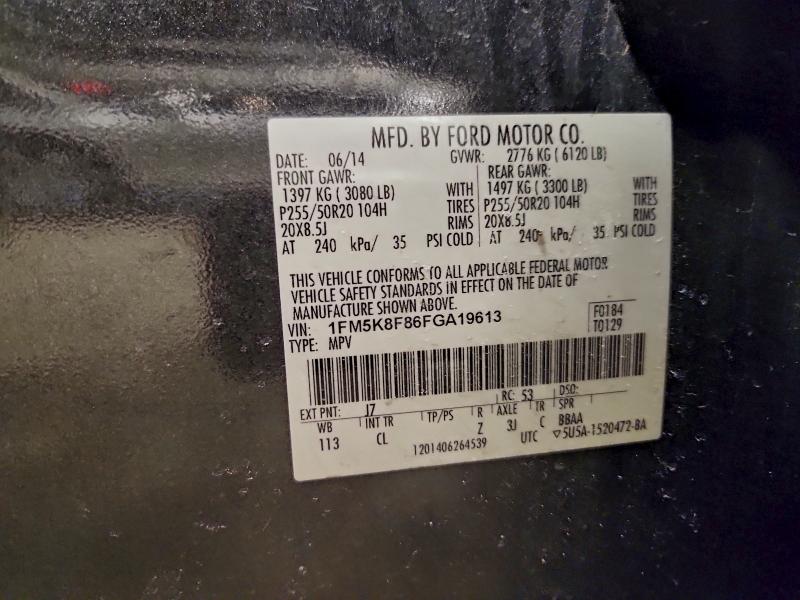 MFD. BY FORD MOTOR CO.
DATE: 06/14 GVWR: 2776 KG ( 6120 LB)
FRONT GAWR: REAR GAWR:
1397 KG ( 3080 LB) WITH 1497 KG ( 3300 LB) WITH
P255/50R20 104H TIRES P255/50R20 104H TIRES
20X8.5J RIMS 20X8.5J RIMS
AT 240 kPa/ 35 PSI COLD AT 240 kPa/ 35 PSI COLD
THIS VEHICLE CONFORMS TO ALL APPLICABLE FEDERAL MOTOR
VEHICLE SAFETY STANDARDS IN EFFECT ON THE DATE OF
MANUFACTURE SHOWN ABOVE.
VIN: 1FM5K8F86FGA19613 F0184
TYPE: MPV T0129
EXT PNT: J7 RC: 53 DSO:
WB INT TR TP/PS R AXLE TR SPR
113 CL Z 3J C BBAA
1201406264539 UTC ▽5U5A-1520472-BA